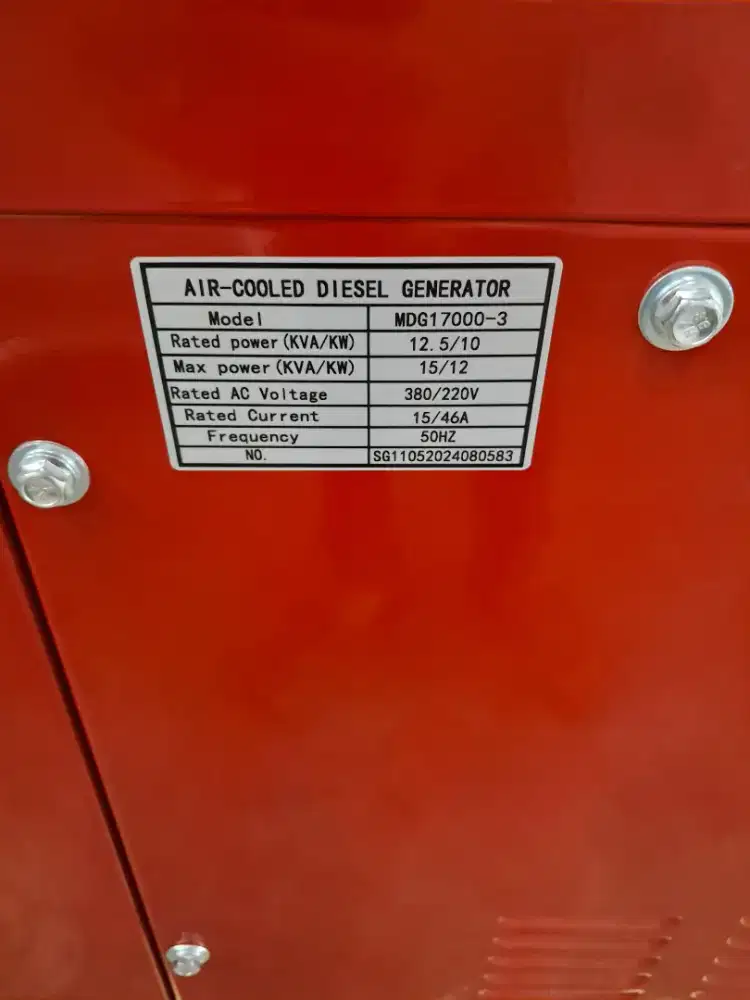 AIR-COOLED DIESEL GENERATOR
Model MDG17000-3
Rated power(KVA/KW) 12.5/10
Max power(KVA/KW) 15/12
Rated AC Voltage 380/220V
Rated Current 15/46A
Frequency 50HZ
NO. SG11052024080583